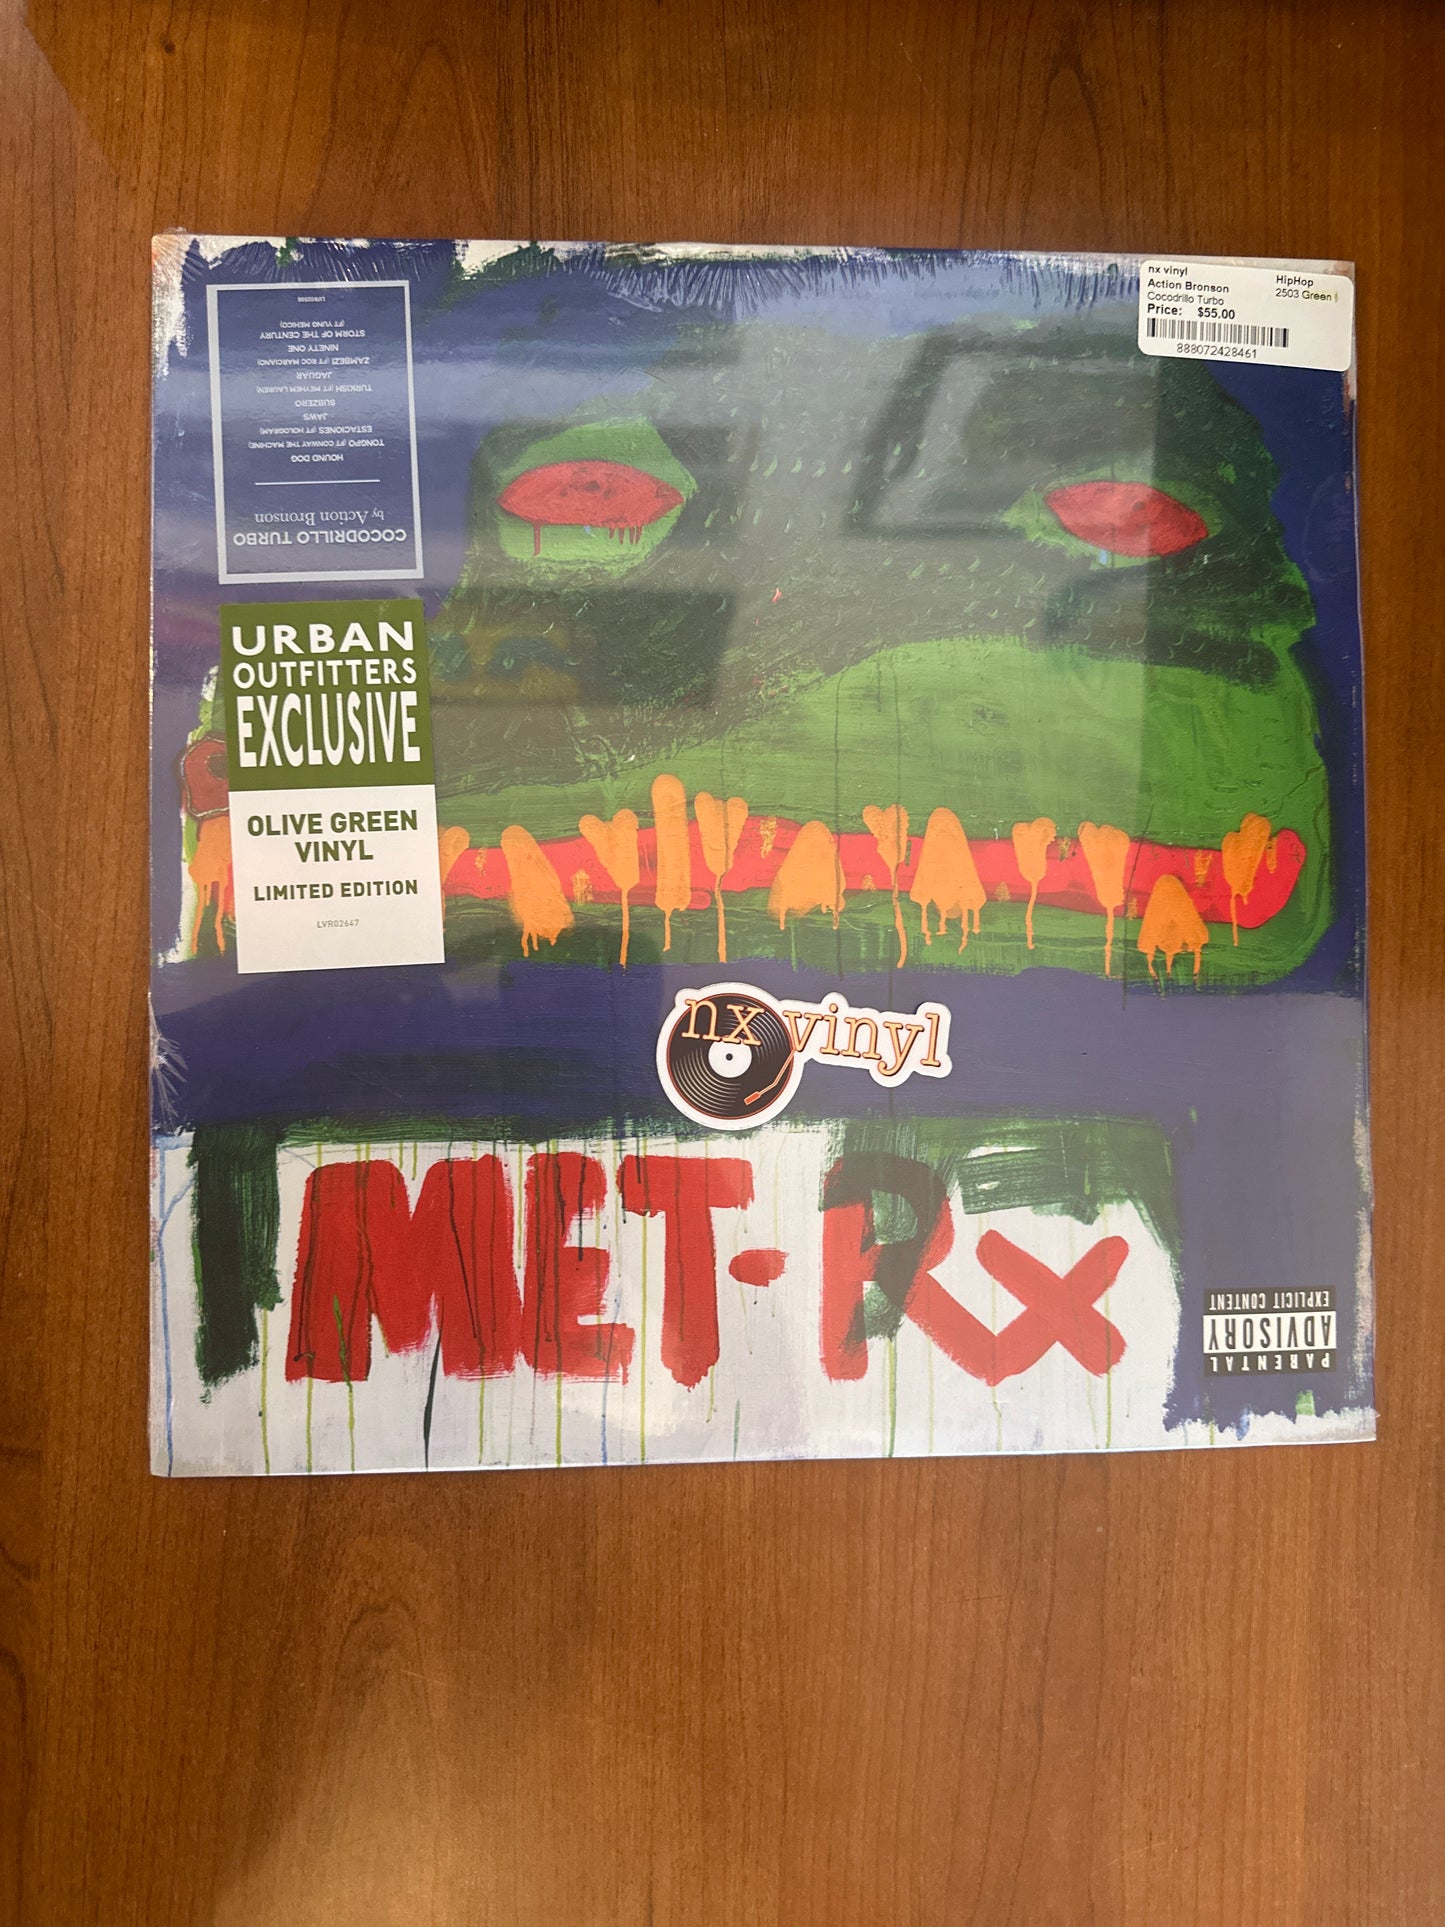 nx vinyl HipHop
Action Bronson 2503 Green
Cocodrillo Turbo
Price: $55.00
888072428461
COCODRILLO TURBO
by Action Bronson
HOUND DOG
TONGPO (FT CONWAY THE MACHINE)
ESTACIONES (FT HOLOGRAM)
JAWS
SUBZERO
TURKISH (FT MEYHEM LAUREN)
JAGUAR
ZAMBEZI (FT ROC MARCIANO)
NINETY ONE
STORM OF THE CENTURY
(FT YUNG MEHICO)
URBAN
OUTFITTERS
EXCLUSIVE
OLIVE GREEN
VINYL
LIMITED EDITION
LVR02647
nx vinyl
MET-Rx
PARENTAL
ADVISORY
EXPLICIT CONTENT